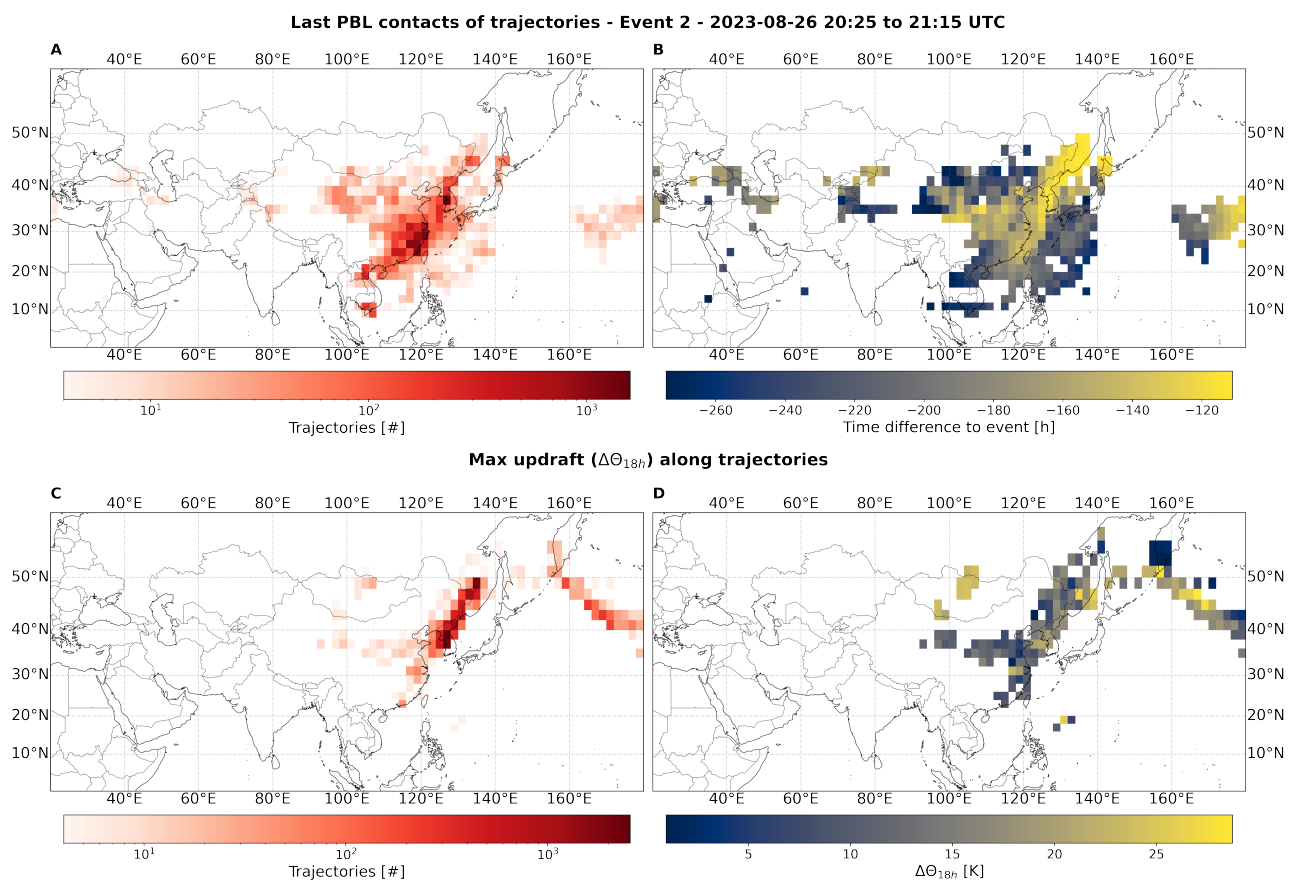 Last PBL contacts of trajectories - Event 2 - 2023-08-26 20:25 to 21:15 UTC
A
B
40°E 60°E 80°E 100°E 120°E 140°E 160°E
40°E 60°E 80°E 100°E 120°E 140°E 160°E
50°N 50°N
40°N 40°N
30°N 30°N
20°N 20°N
10°N 10°N
40°E 60°E 80°E 100°E 120°E 140°E 160°E
40°E 60°E 80°E 100°E 120°E 140°E 160°E
10¹ 10² 10³
Trajectories [#]
−260 −240 −220 −200 −180 −160 −140 −120
Time difference to event [h]
Max updraft (ΔΘ₁₈ₕ) along trajectories
C
D
40°E 60°E 80°E 100°E 120°E 140°E 160°E
40°E 60°E 80°E 100°E 120°E 140°E 160°E
50°N 50°N
40°N 40°N
30°N 30°N
20°N 20°N
10°N 10°N
40°E 60°E 80°E 100°E 120°E 140°E 160°E
40°E 60°E 80°E 100°E 120°E 140°E 160°E
10¹ 10² 10³
Trajectories [#]
5 10 15 20 25
ΔΘ₁₈ₕ [K]